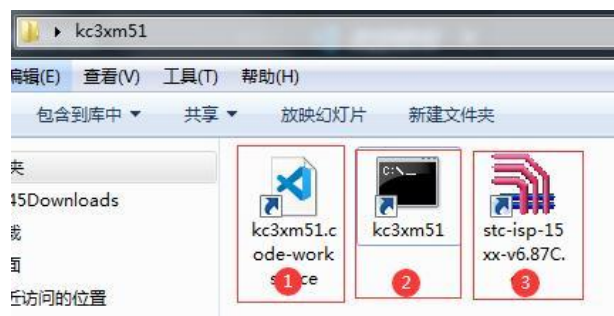 kc3xm51
编辑(E) 查看(V) 工具(T) 帮助(H)
包含到库中 共享 放映幻灯片 新建文件夹
夹
45Downloads
载
面
近访问的位置
C:\_
kc3xm51.c
ode-work
ce
1
kc3xm51
2
stc-isp-15
xx-v6.87C.
3